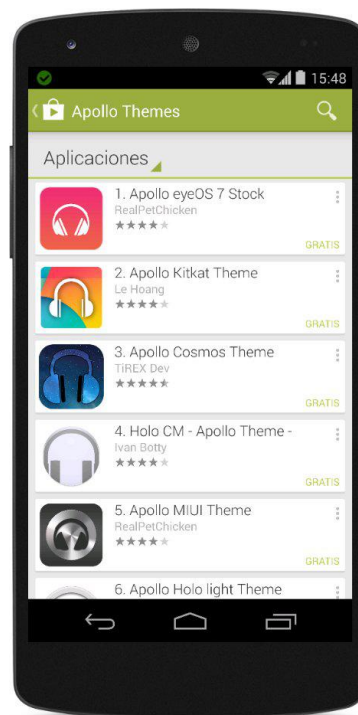 15:48
Apollo Themes
Aplicaciones
1. Apollo eyeOS 7 Stock
RealPetChicken
GRATIS
2. Apollo Kitkat Theme
Le Hoang
GRATIS
3. Apollo Cosmos Theme
TiREX Dev
GRATIS
4. Holo CM - Apollo Theme -
Ivan Botty
GRATIS
5. Apollo MIUI Theme
RealPetChicken
GRATIS
6. Apollo Holo light Theme